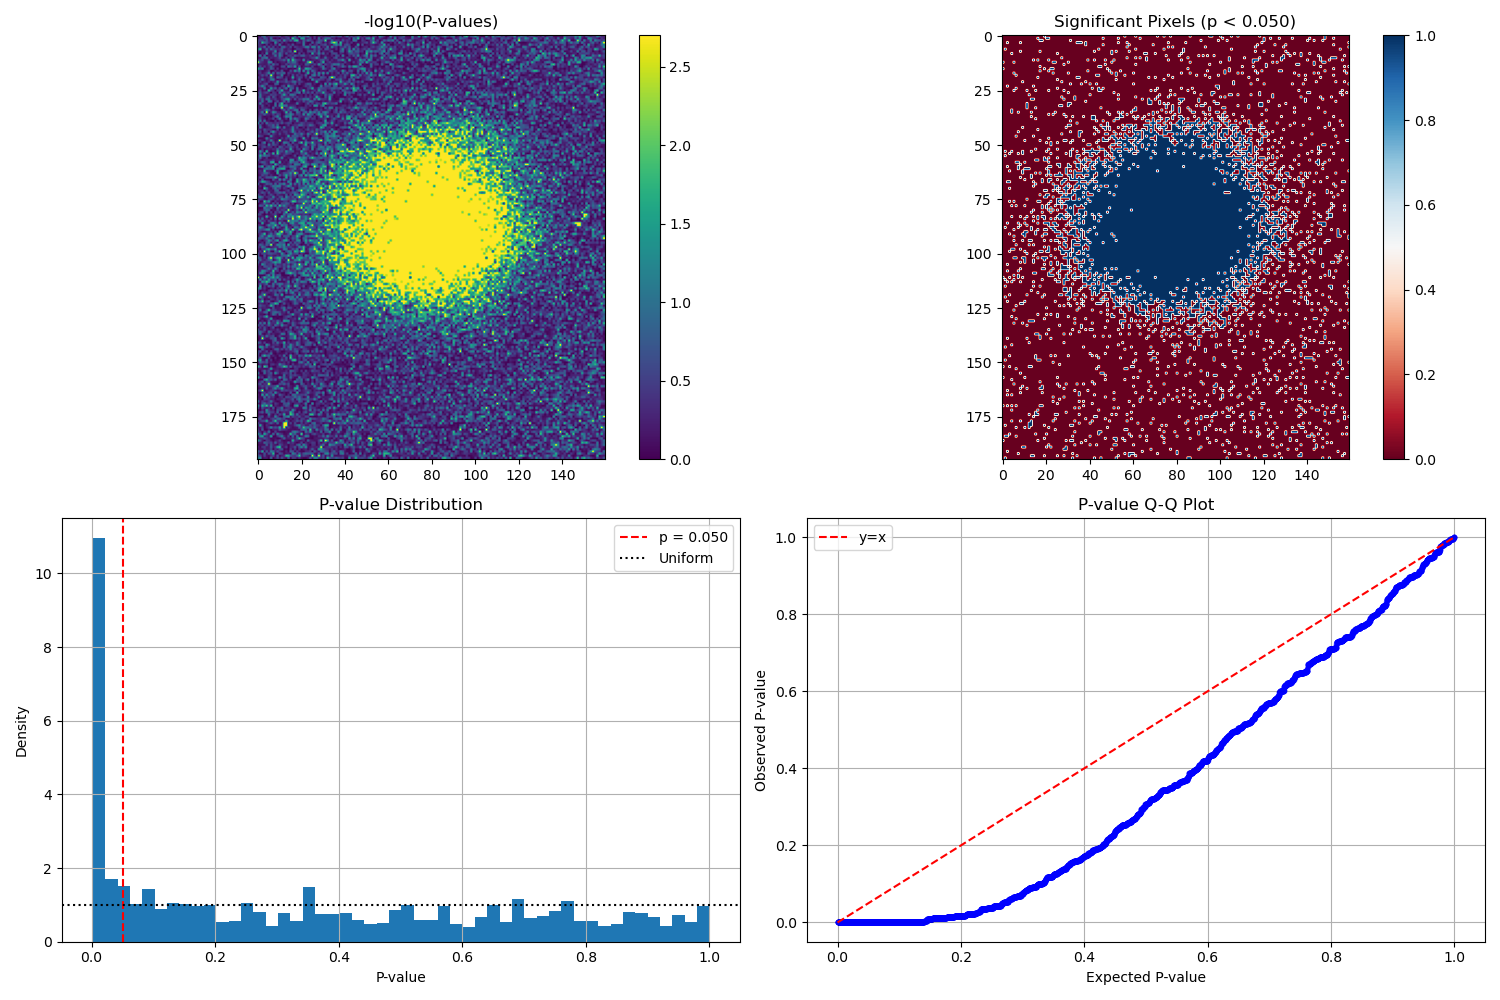 -log10(P-values)
0
25
50
75
100
125
150
175
0 20 40 60 80 100 120 140
2.5
2.0
1.5
1.0
0.5
0.0
Significant Pixels (p < 0.050)
0
25
50
75
100
125
150
175
0 20 40 60 80 100 120 140
1.0
0.8
0.6
0.4
0.2
0.0
P-value Distribution
p = 0.050
Uniform
Density
10
8
6
4
2
0
0.0 0.2 0.4 0.6 0.8 1.0
P-value
P-value Q-Q Plot
y=x
Observed P-value
1.0
0.8
0.6
0.4
0.2
0.0
0.0 0.2 0.4 0.6 0.8 1.0
Expected P-value